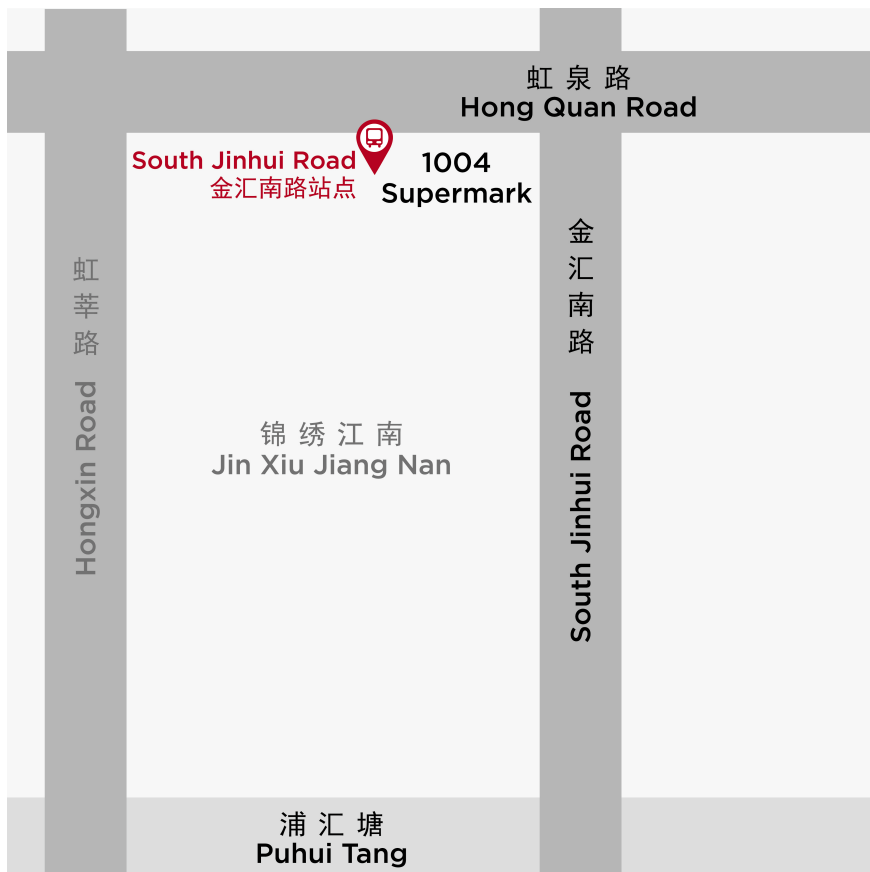 虹泉路
Hong Quan Road
South Jinhui Road
金汇南路站点
1004
Supermark
虹莘路 Hongxin Road
金汇南路 South Jinhui Road
锦绣江南
Jin Xiu Jiang Nan
浦汇塘
Puhui Tang